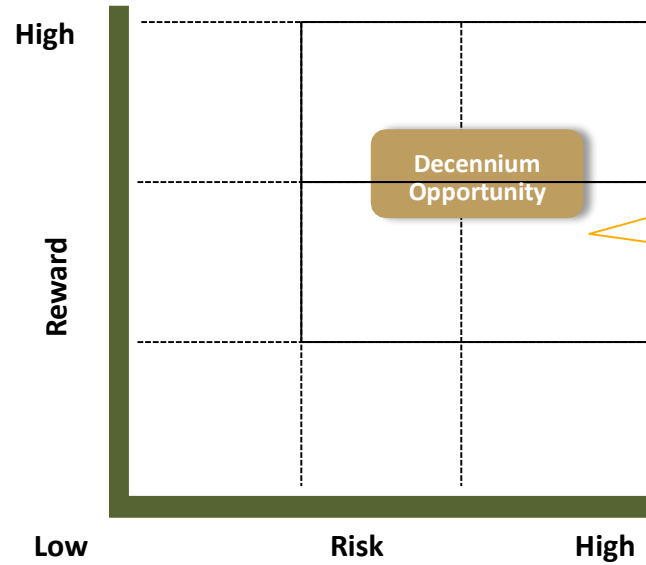 High
Decennium
Opportunity
Reward
Low
Risk
High